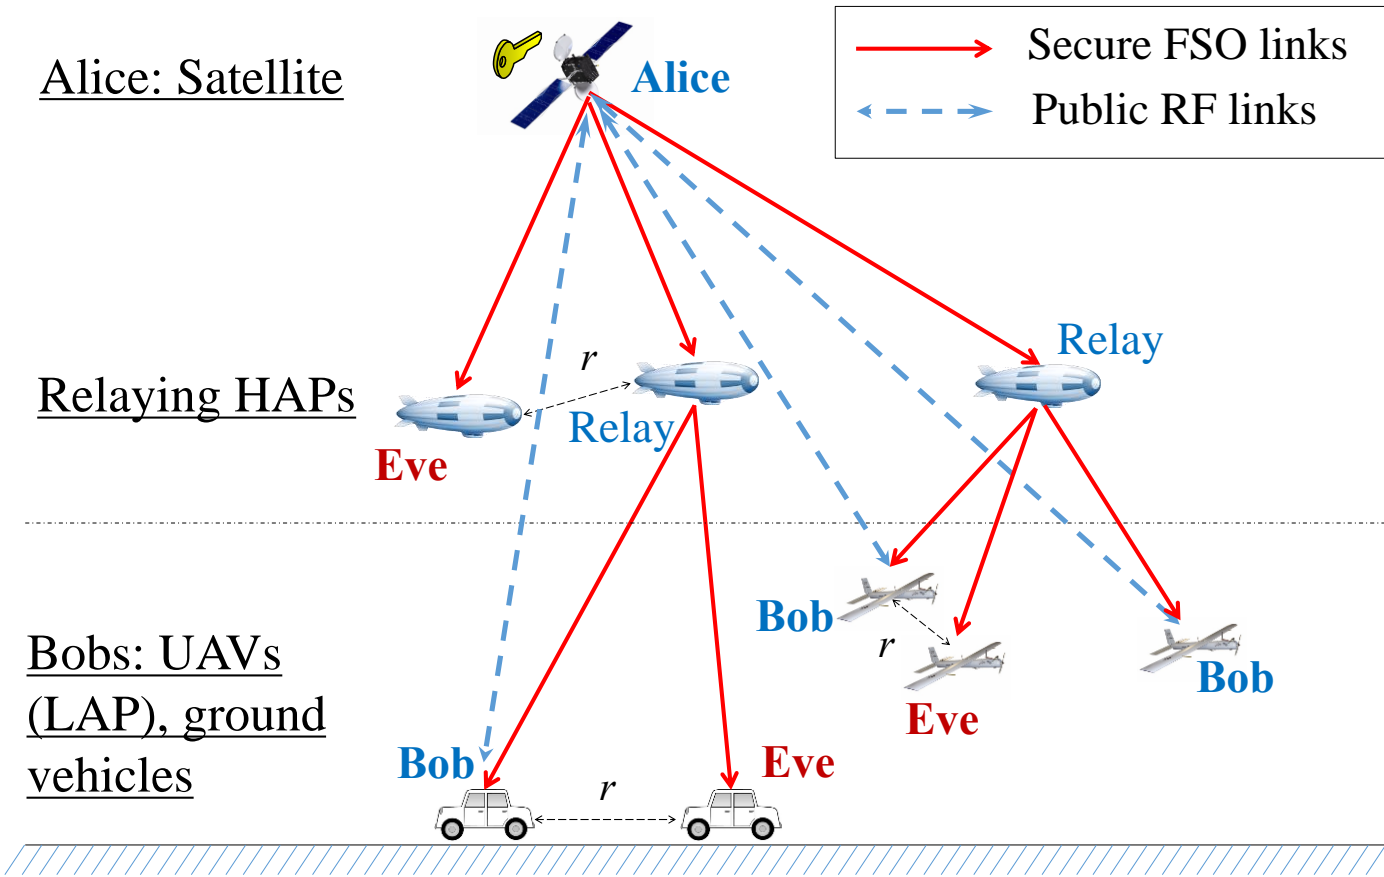 Secure FSO links
Public RF links
Alice: Satellite
Alice
Relaying HAPs
r
Relay
Relay
Eve
Bobs: UAVs
(LAP), ground
vehicles
Bob
r
Eve
Bob
Bob
r
Eve